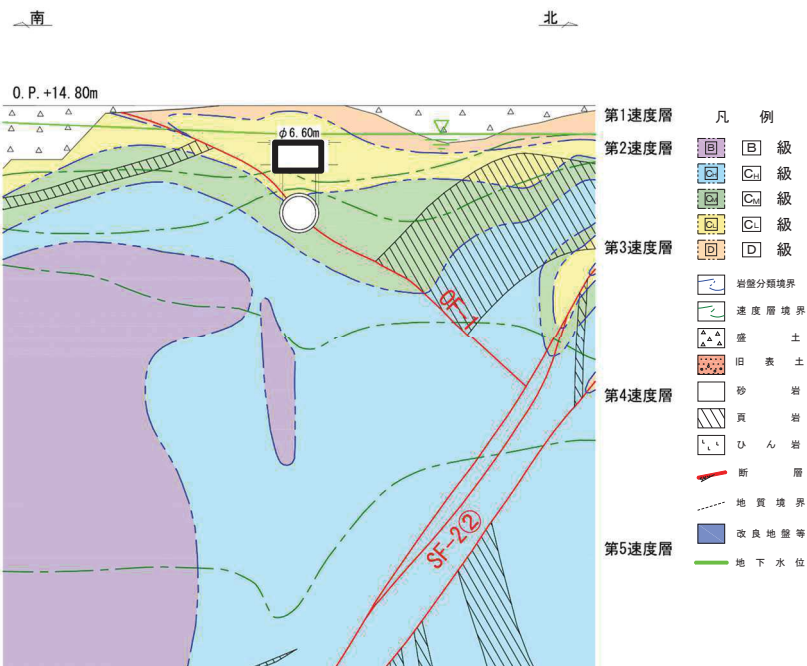 南
北
O.P.+14.80m
φ6.60m
OF-1
SF-2②
第1速度層
第2速度層
第3速度層
第4速度層
第5速度層
凡 例
B B 級
CH CH 級
CM CM 級
CL CL 級
D D 級
岩盤分類境界
速度層境界
盛土
旧表土
砂岩
頁岩
ひん岩
断層
地質境界
改良地盤等
地下水位